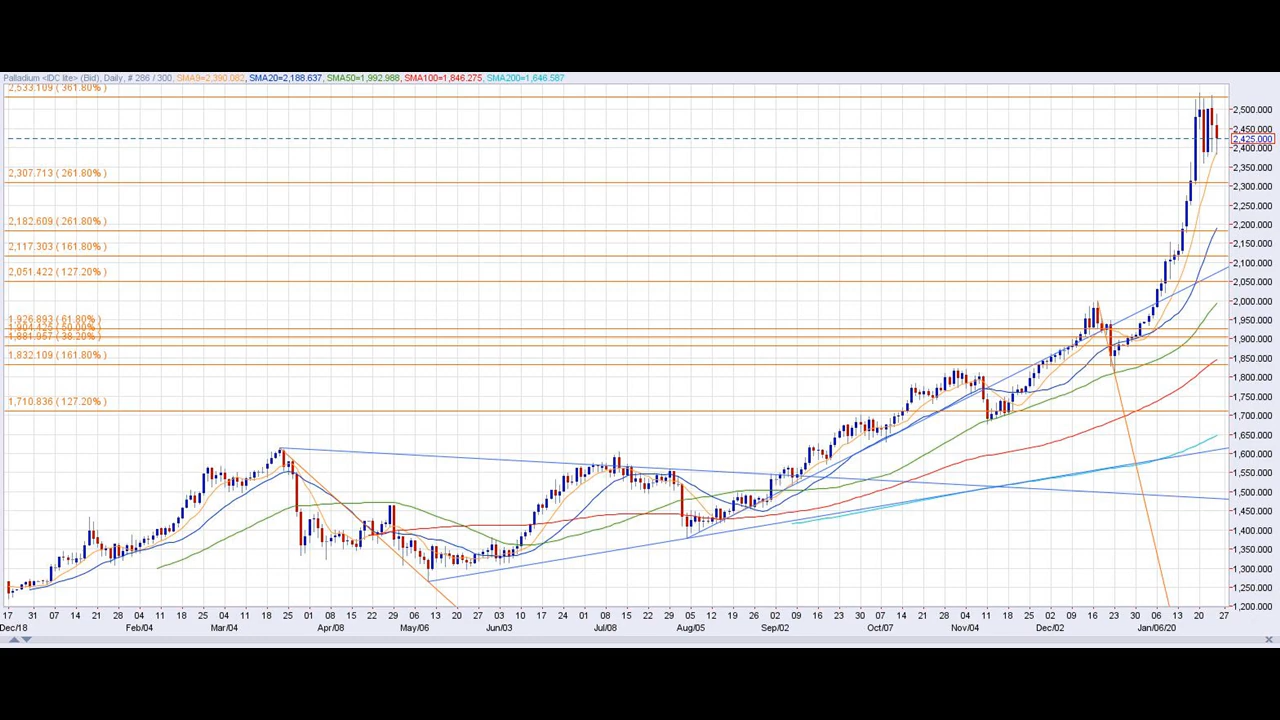 Palladium <IDC lite> (Bid), Daily, # 286 / 300, SMA9=2,390.082, SMA20=2,188.637, SMA50=1,992.988, SMA100=1,846.275, SMA200=1,646.587
2,533,109 ( 361.80% )
2,500.000
2,450.000
2,425.000
2,400.000
2,350.000
2,307.713 ( 261.80% )
2,300.000
2,250.000
2,182.609 ( 261.80% )
2,200.000
2,150.000
2,117.303 ( 161.80% )
2,100.000
2,051.422 ( 127.20% )
2,050.000
2,000.000
1,926.893 ( 61.80% )
1,950.000
1,881.957 ( 38.20% )
1,900.000
1,832.109 ( 161.80% )
1,850.000
1,800.000
1,750.000
1,710.836 ( 127.20% )
1,700.000
1,650.000
1,600.000
1,550.000
1,500.000
1,450.000
1,400.000
1,350.000
1,300.000
1,250.000
1,200.000
17 31 07 14 21 28 04 11 18 25 04 11 18 25 01 08 15 22 29 06 13 20 27 03 10 17 24 01 08 15 22 29 05 12 19 26 02 09 16 23 30 07 14 21 28 04 11 18 25 02 09 16 23 30 06 13 20 27
Dec/18 Feb/04 Mar/04 Apr/08 May/06 Jun/03 Jul/08 Aug/05 Sep/02 Oct/07 Nov/04 Dec/02 Jan/06/20